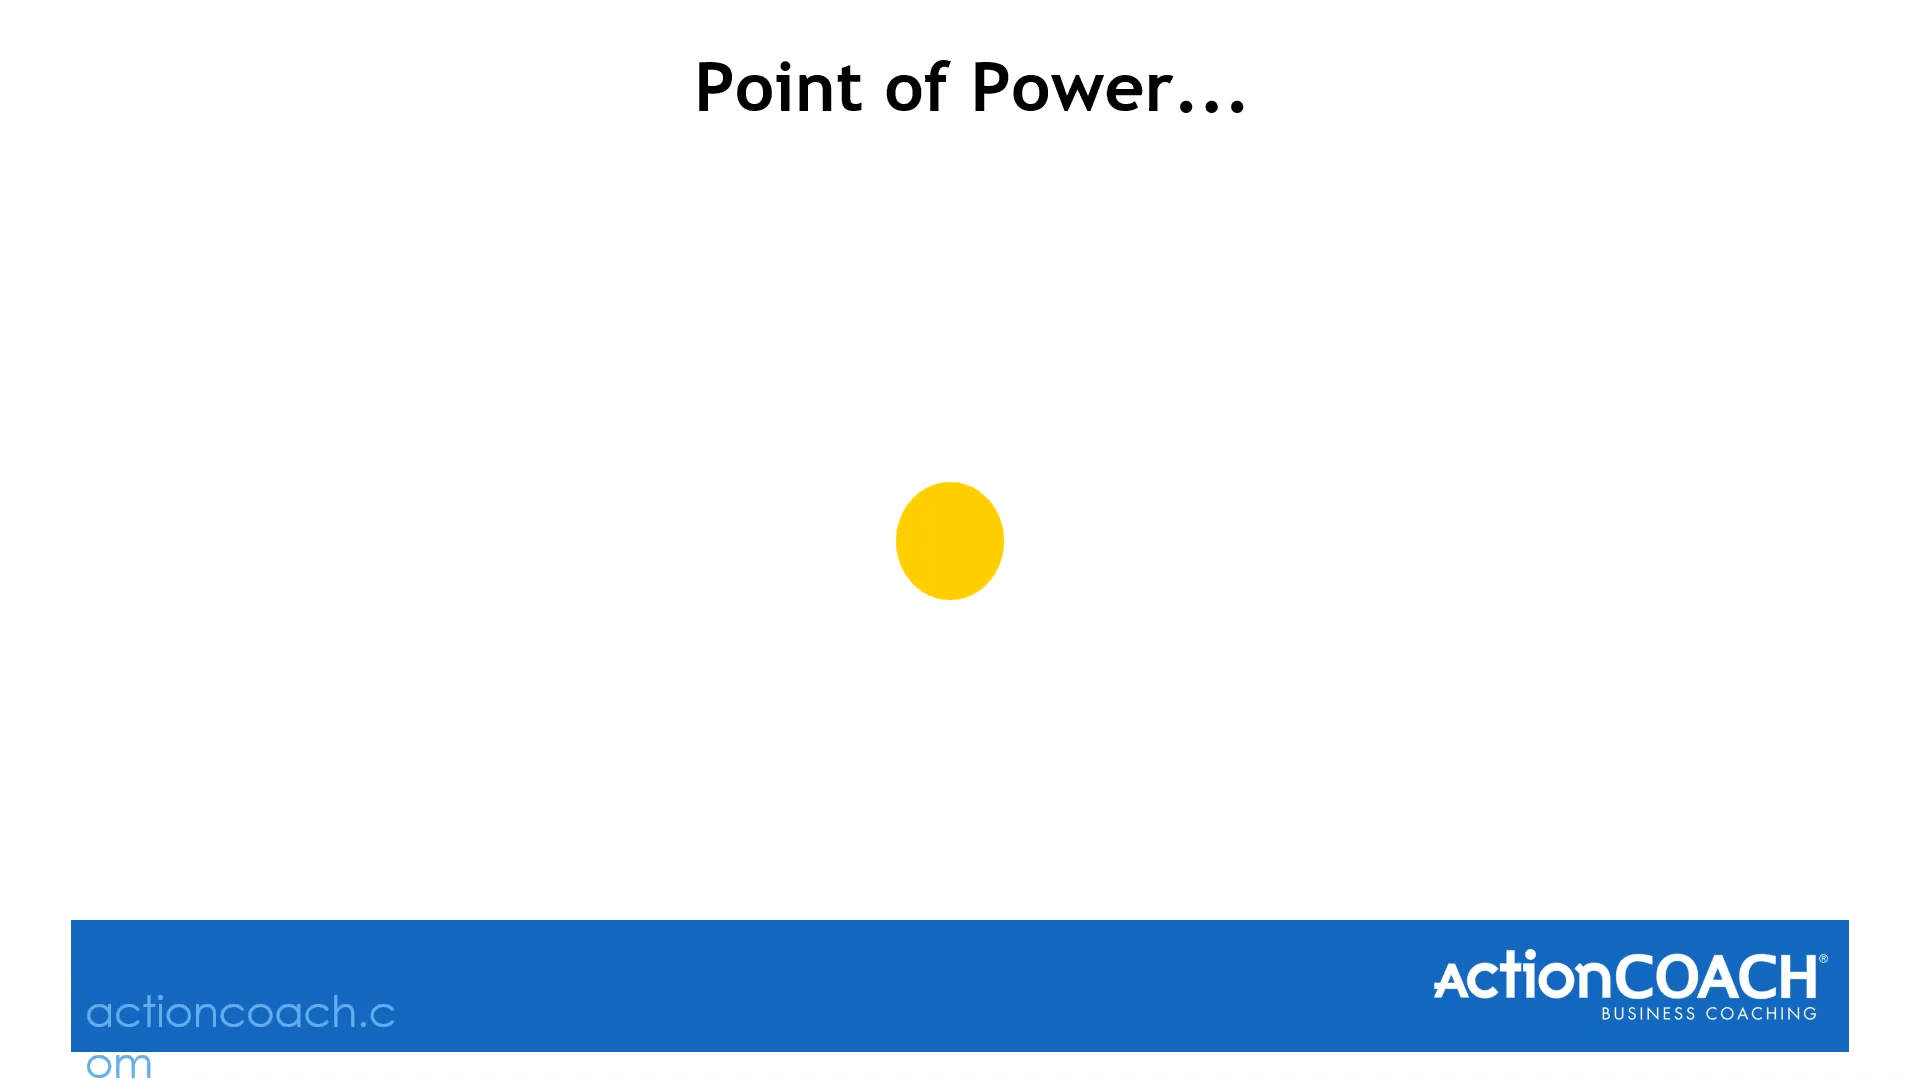 Point of Power...
ActionCOACH®
BUSINESS COACHING
actioncoach.c
om